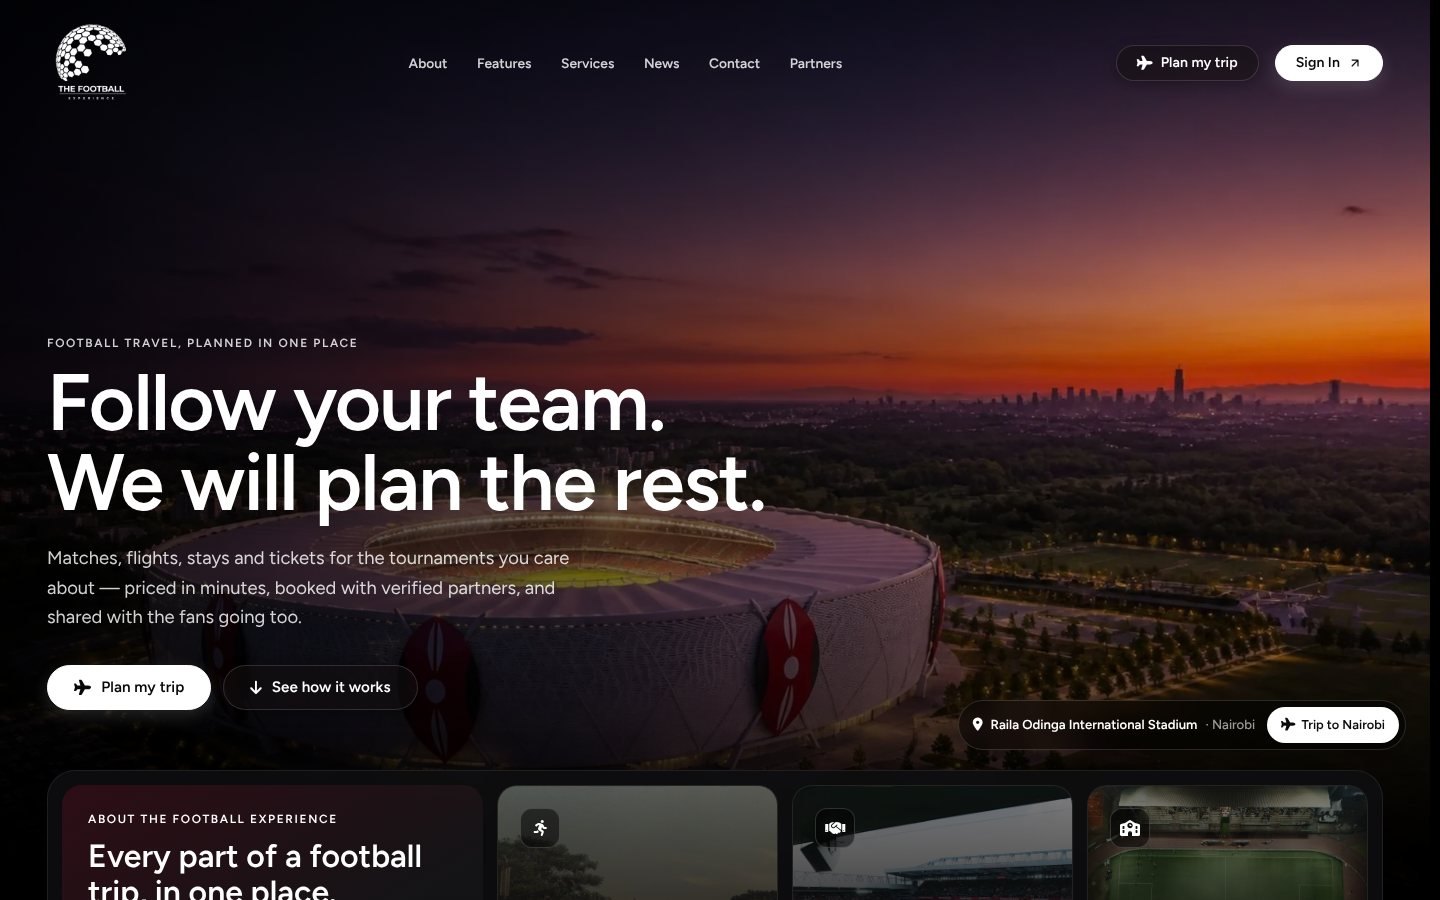 THE FOOTBALL
EXPERIENCE
About
Features
Services
News
Contact
Partners
Plan my trip
Sign In
FOOTBALL TRAVEL, PLANNED IN ONE PLACE
Follow your team.
We will plan the rest.
Matches, flights, stays and tickets for the tournaments you care
about — priced in minutes, booked with verified partners, and
shared with the fans going too.
Plan my trip
See how it works
Raila Odinga International Stadium · Nairobi
Trip to Nairobi
ABOUT THE FOOTBALL EXPERIENCE
Every part of a football
trip, in one place.